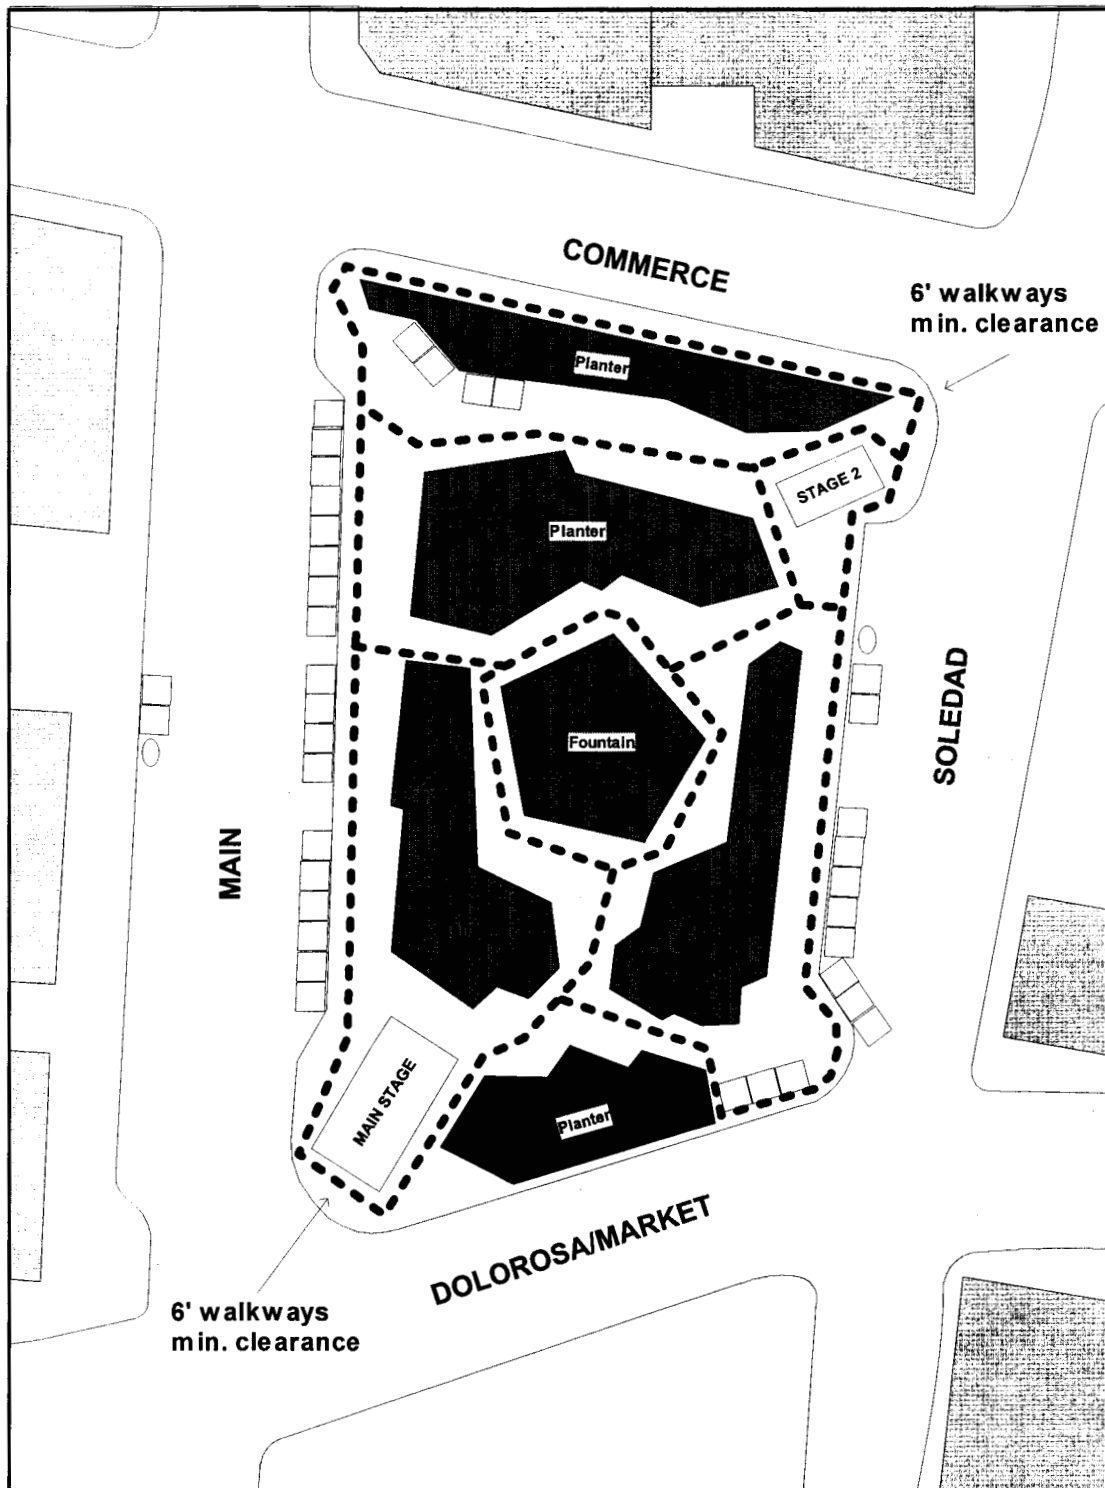 COMMERCE
6' walkways
min. clearance
Planter
STAGE 2
Planter
SOLEDAD
Fountain
MAIN
MAIN STAGE
Planter
DOLOROSA/MARKET
6' walkways
min. clearance